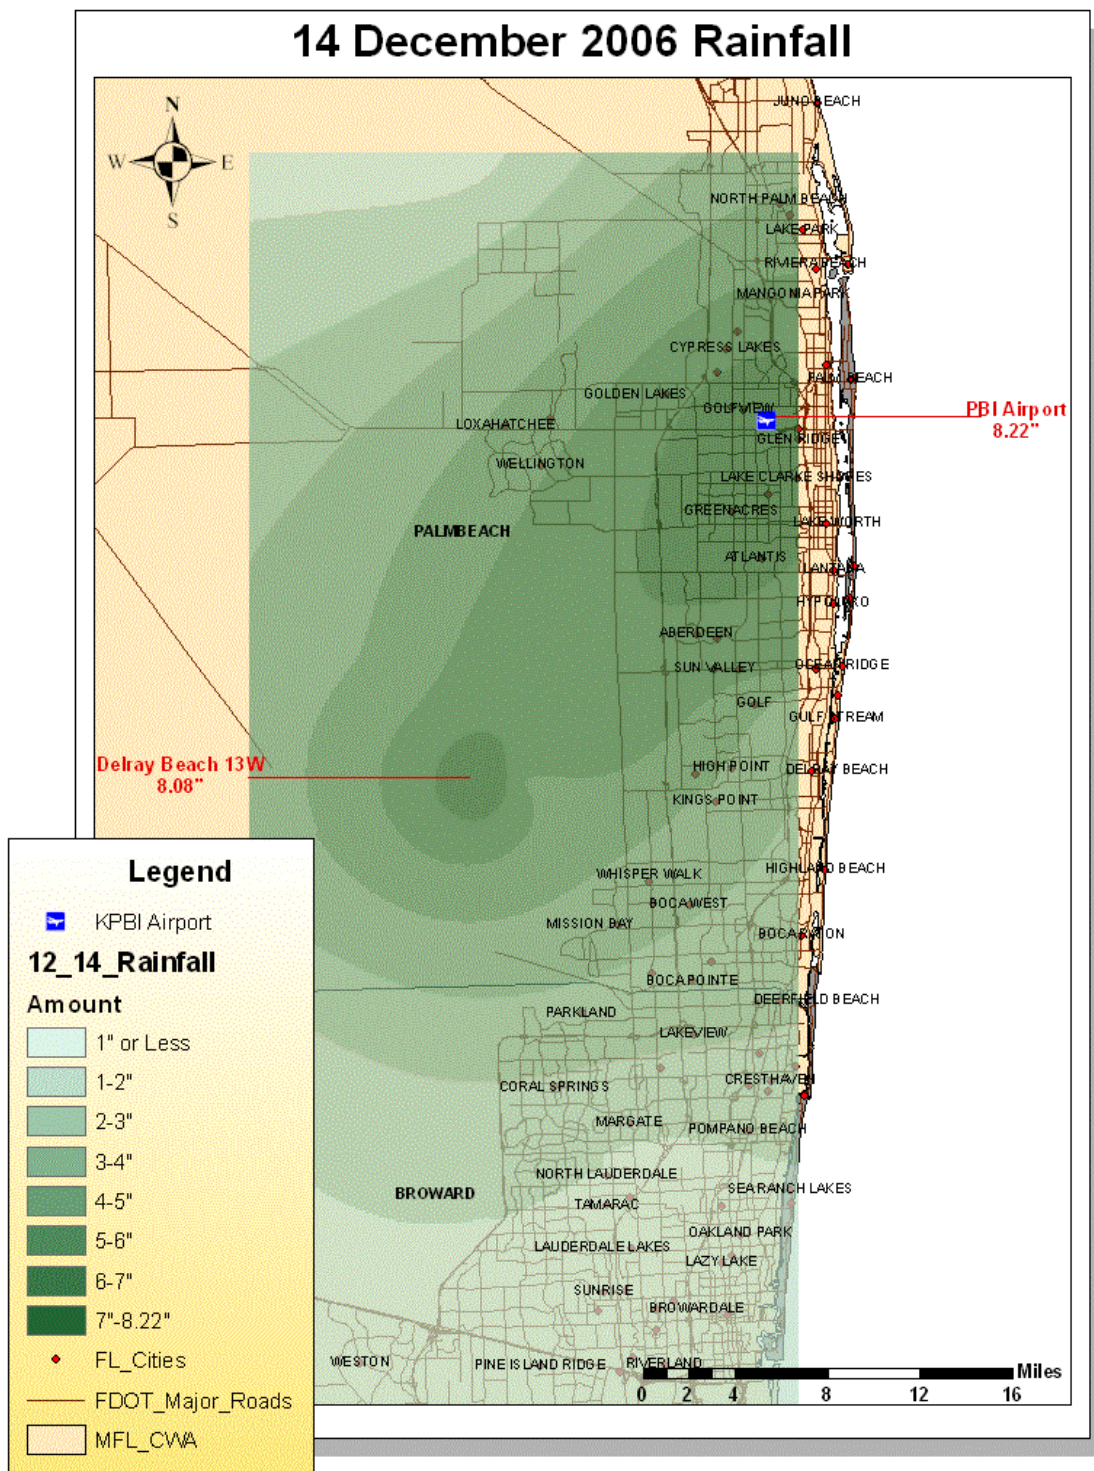 14 December 2006 Rainfall
N
W
E
S
JUNO BEACH
NORTH PALM BEACH
LAKE PARK
RIVIERA BEACH
MANGONIA PARK
CYPRESS LAKES
PALM BEACH
GOLDEN LAKES
GOLFVIEW
PBI Airport
8.22"
LOXAHATCHEE
GLEN RIDGE
WELLINGTON
LAKE CLARKE SHORES
GREENACRES
LAKE WORTH
PALMBEACH
ATLANTIS
LANTANA
HYPOLUXO
ABERDEEN
SUN VALLEY
OCEAN RIDGE
GOLF
GULF STREAM
Delray Beach 13W
8.08"
HIGH POINT
DELRAY BEACH
KINGS POINT
WHISPER WALK
HIGHLAND BEACH
BOCA WEST
MISSION BAY
BOCA RATON
BOCA POINTE
DEERFIELD BEACH
PARKLAND
LAKEVIEW
CORAL SPRINGS
CRESTHAVEN
MARGATE
POMPANO BEACH
NORTH LAUDERDALE
BROWARD
SEA RANCH LAKES
TAMARAC
OAKLAND PARK
LAUDERDALE LAKES
LAZY LAKE
SUNRISE
BROWARDALE
WESTON
PINE ISLAND RIDGE
RIVERLAND
Miles
0 2 4 8 12 16
Legend
KPBI Airport
12_14_Rainfall
Amount
1" or Less
1-2"
2-3"
3-4"
4-5"
5-6"
6-7"
7"-8.22"
FL_Cities
FDOT_Major_Roads
MFL_CWA